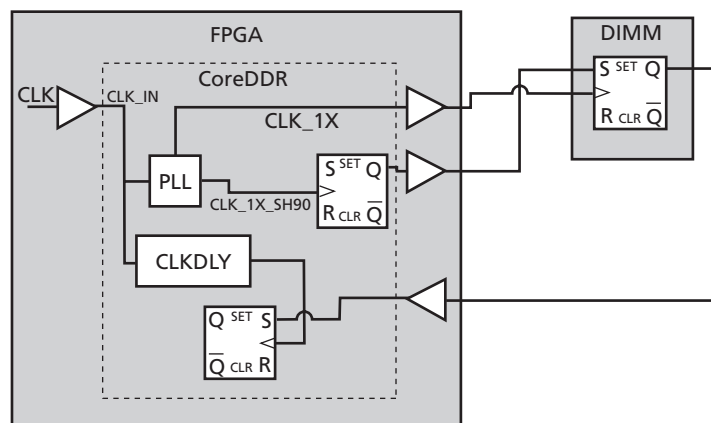 FPGA
DIMM
CoreDDR
CLK
CLK_IN
CLK_1X
S SET Q
R CLR Q̅
PLL
CLK_1X_SH90
S SET Q
R CLR Q̅
CLKDLY
Q SET S
Q̅ CLR R